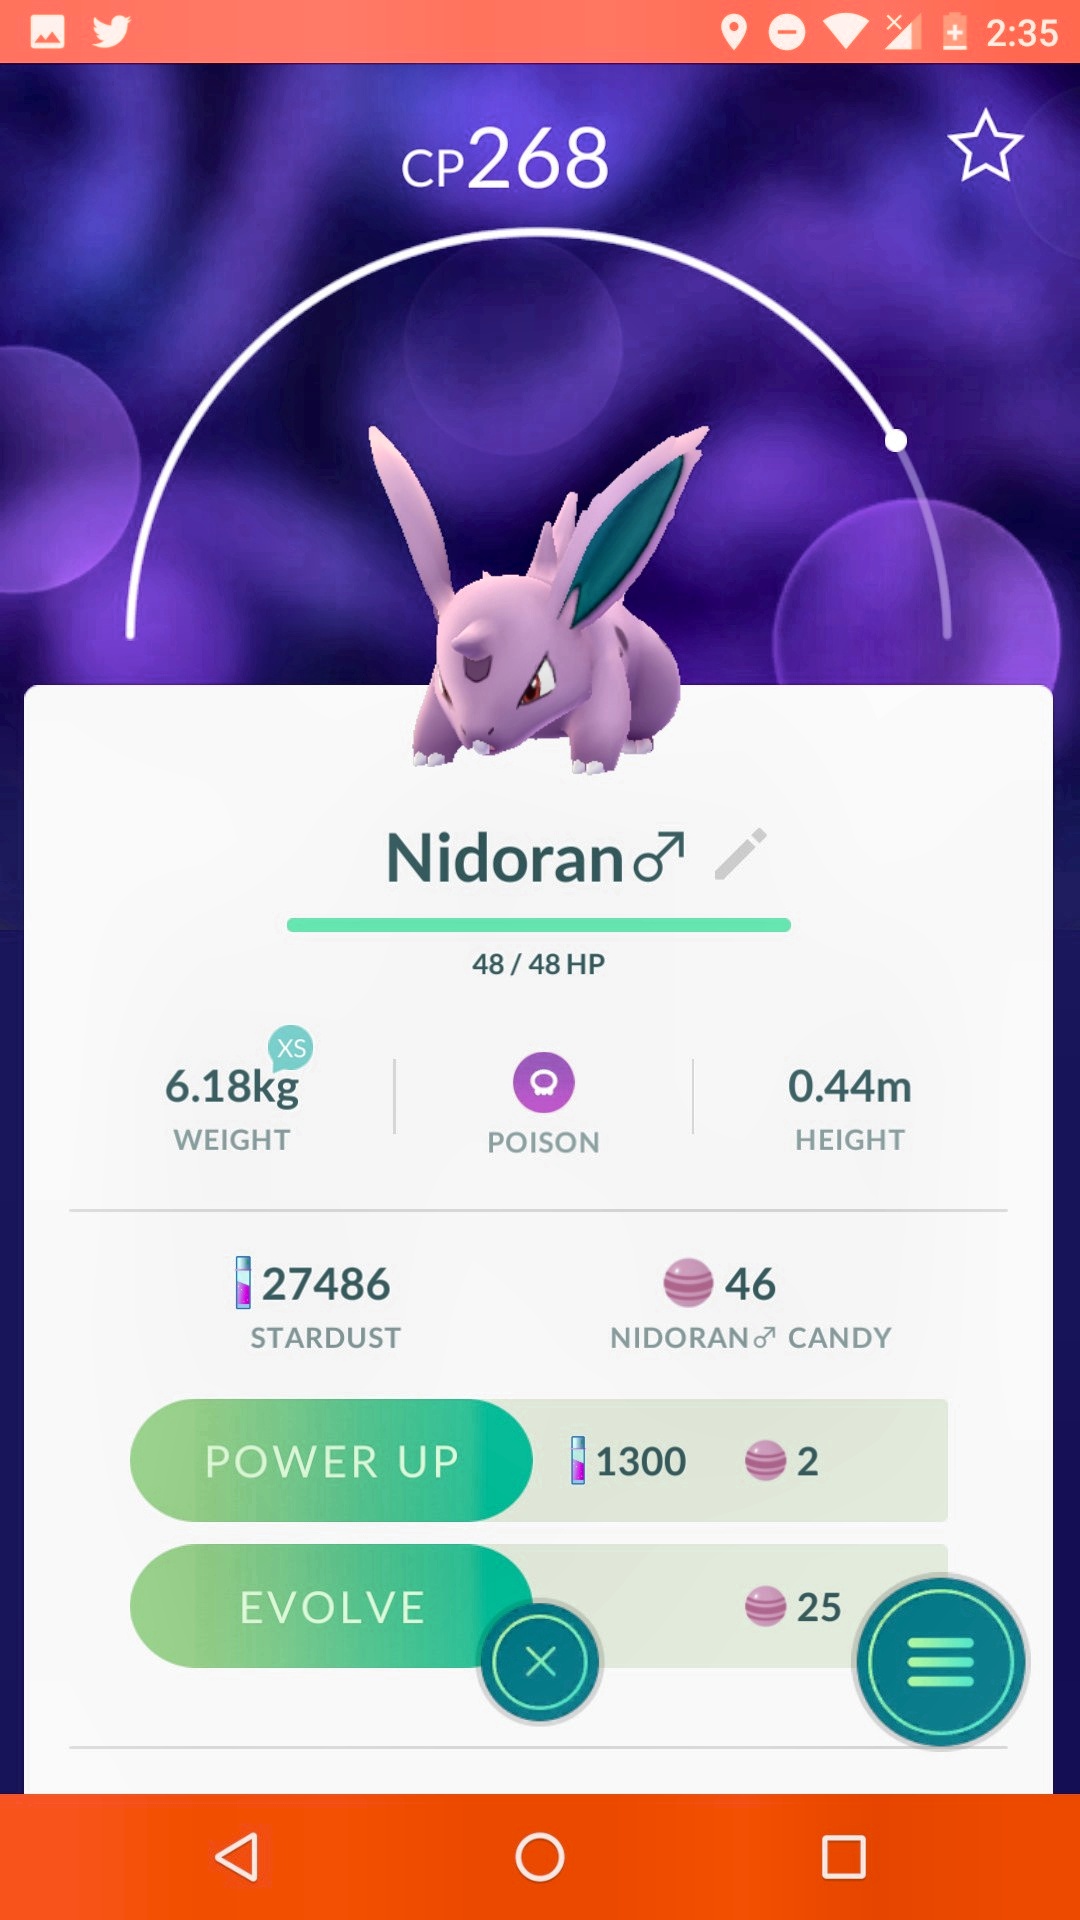 2:35
CP268
Nidoran♂
48 / 48 HP
XS
6.18kg
WEIGHT
POISON
0.44m
HEIGHT
27486
STARDUST
46
NIDORAN♂ CANDY
POWER UP 1300 2
EVOLVE 25